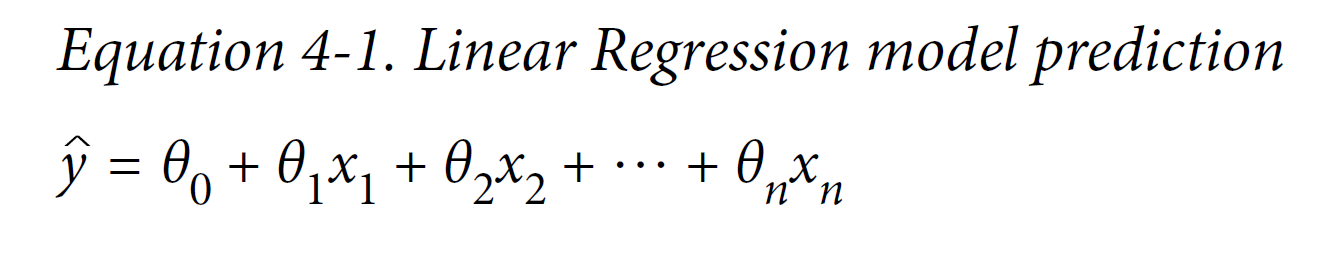 Equation 4-1. Linear Regression model prediction
ŷ = θ₀ + θ₁x₁ + θ₂x₂ + ⋯ + θₙxₙ